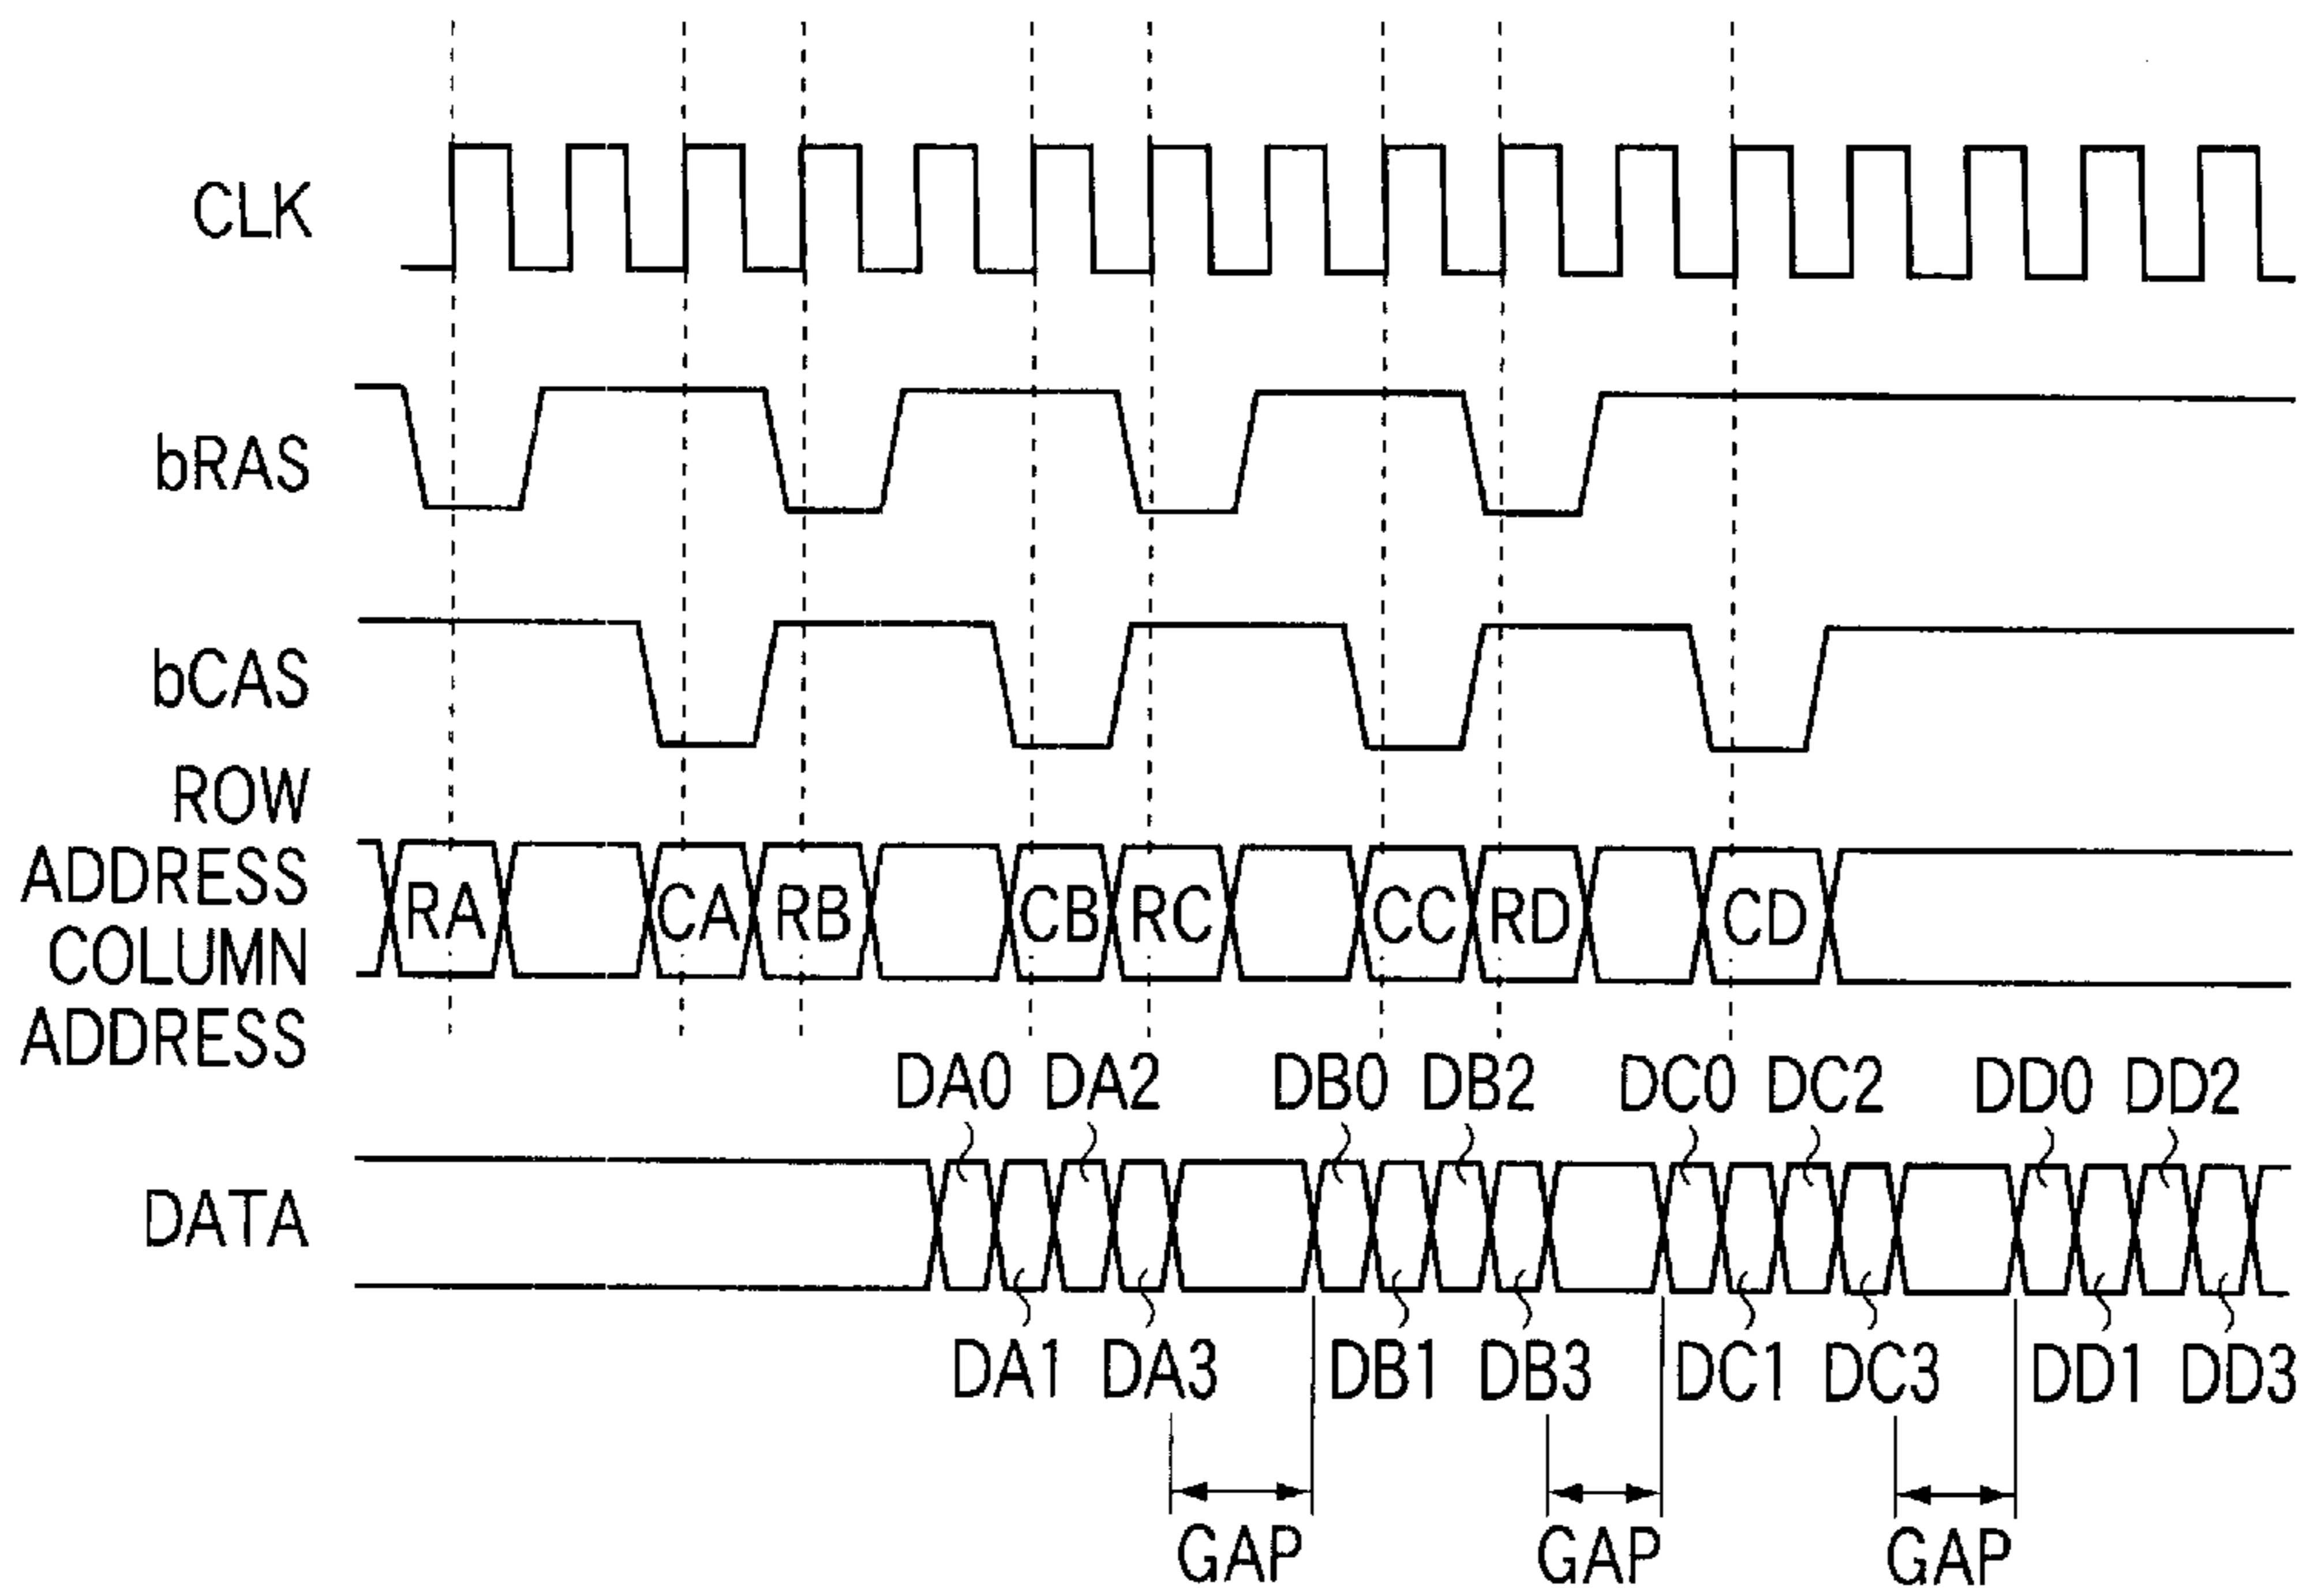 CLK
bRAS
bCAS
ROW
ADDRESS
COLUMN
ADDRESS
RA CA RB CB RC CC RD CD
DA0 DA2 DB0 DB2 DC0 DC2 DD0 DD2
DATA
DA1 DA3 DB1 DB3 DC1 DC3 DD1 DD3
GAP GAP GAP